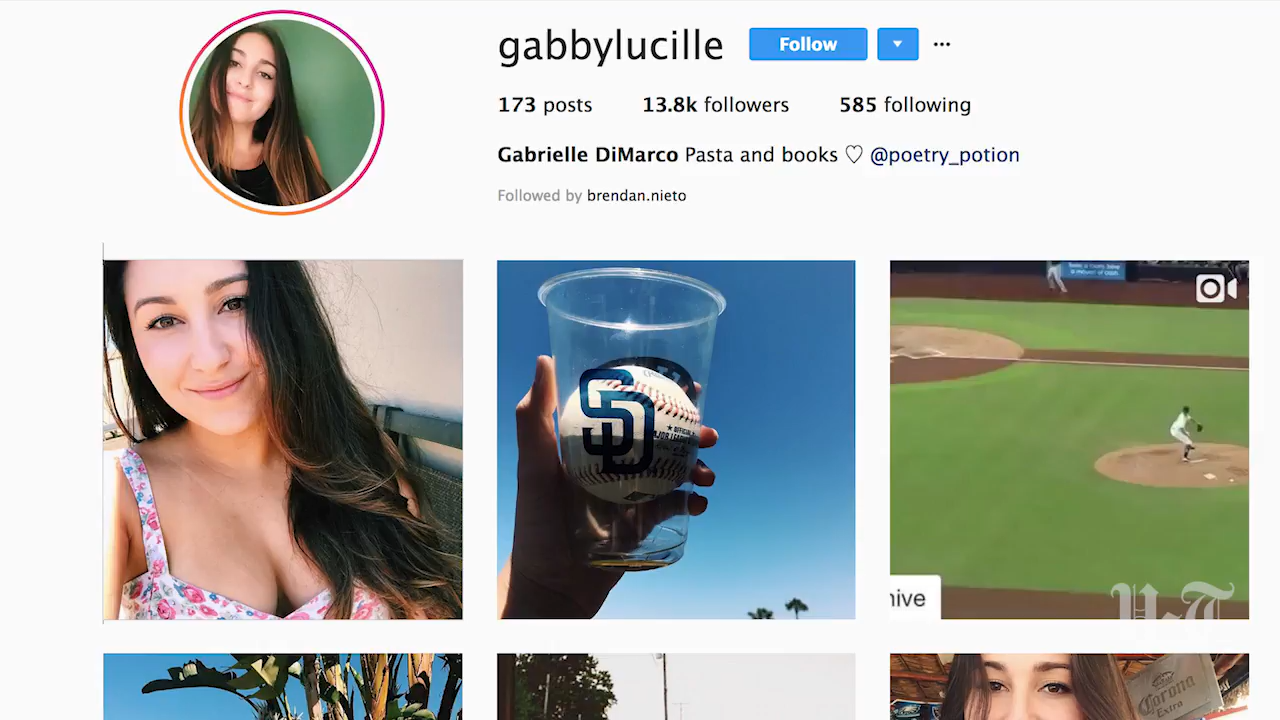 gabbylucille Follow
173 posts 13.8k followers 585 following
Gabrielle DiMarco Pasta and books ♡ @poetry_potion
Followed by brendan.nieto
SD
OFFICIAL
hive
U-T
Corona
Extra